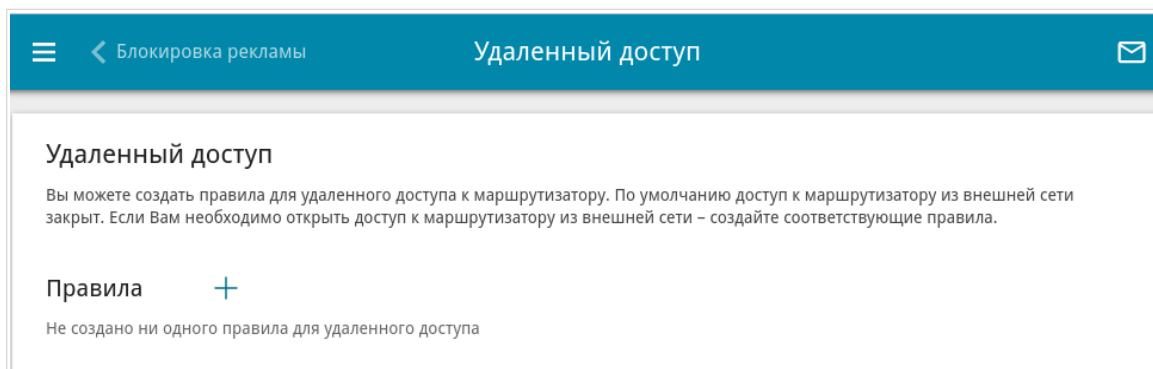 Блокировка рекламы
Удаленный доступ
Удаленный доступ
Вы можете создать правила для удаленного доступа к маршрутизатору. По умолчанию доступ к маршрутизатору из внешней сети
закрыт. Если Вам необходимо открыть доступ к маршрутизатору из внешней сети – создайте соответствующие правила.
Правила
Не создано ни одного правила для удаленного доступа